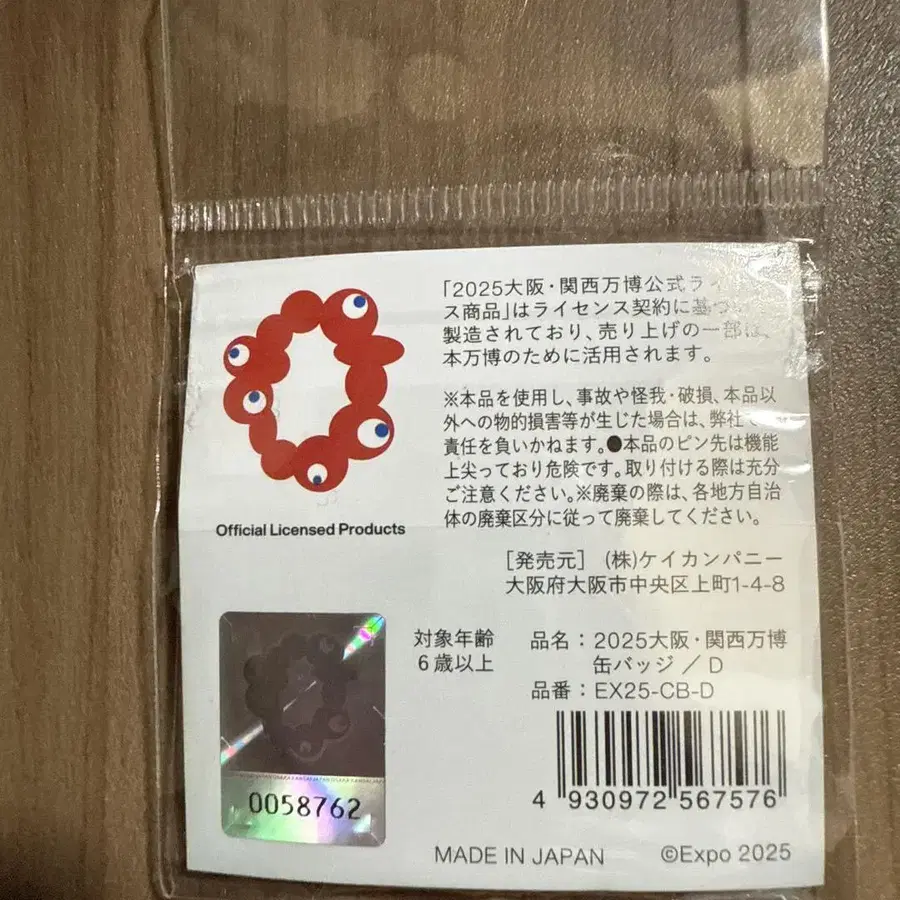 「2025大阪・関西万博公式ライ
ス商品」はライセンス契約に基づ
製造されており、売り上げの一部は、
本万博のために活用されます。
※本品を使用し、事故や怪我・破損、本品以
外への物的損害等が生じた場合は、弊社で
責任を負いかねます。●本品のピン先は機能
上尖っており危険です。取り付ける際は充分
ご注意ください。※廃棄の際は、各地方自治
体の廃棄区分に従って廃棄してください。
Official Licensed Products
[発売元] (株)ケイカンパニー
大阪府大阪市中央区上町1-4-8
対象年齢
6歳以上
品名：2025大阪・関西万博
缶バッジ／D
品番：EX25-CB-D
0058762
4 930972 567576
MADE IN JAPAN ©Expo 2025